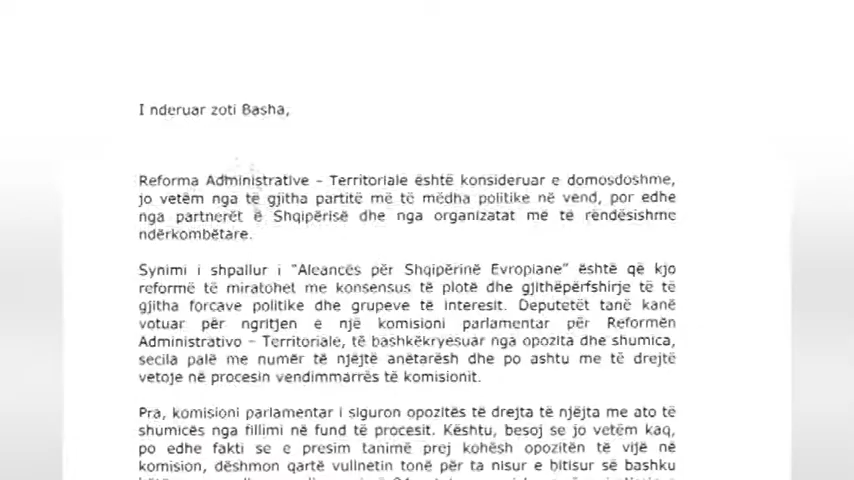 I nderuar zoti Basha,
Reforma Administrative – Territoriale është konsideruar e domosdoshme,
jo vetëm nga të gjitha partitë më të mëdha politike në vend, por edhe
nga partnerët e Shqipërisë dhe nga organizatat më të rëndësishme
ndërkombëtare.
Synimi i shpallur i "Aleancës për Shqipërinë Evropiane" është që kjo
reformë të miratohet me konsensus të plotë dhe gjithëpërfshirje të të
gjitha forcave politike dhe grupeve të interesit. Deputetët tanë kanë
votuar për ngritjen e një komisioni parlamentar për Reformën
Administrativo – Territoriale, të bashkëkryesuar nga opozita dhe shumica,
secila palë me numër të njëjtë anëtarësh dhe po ashtu me të drejtë
vetoje në procesin vendimmarrës të komisionit.
Pra, komisioni parlamentar i siguron opozitës të drejta të njëjta me ato të
shumicës nga fillimi në fund të procesit. Kështu, besoj se jo vetëm kaq,
po edhe fakti se e presim tanimë prej kohësh opozitën të vijë në
komision, dëshmon qartë vullnetin tonë për ta nisur e bitisur së bashku